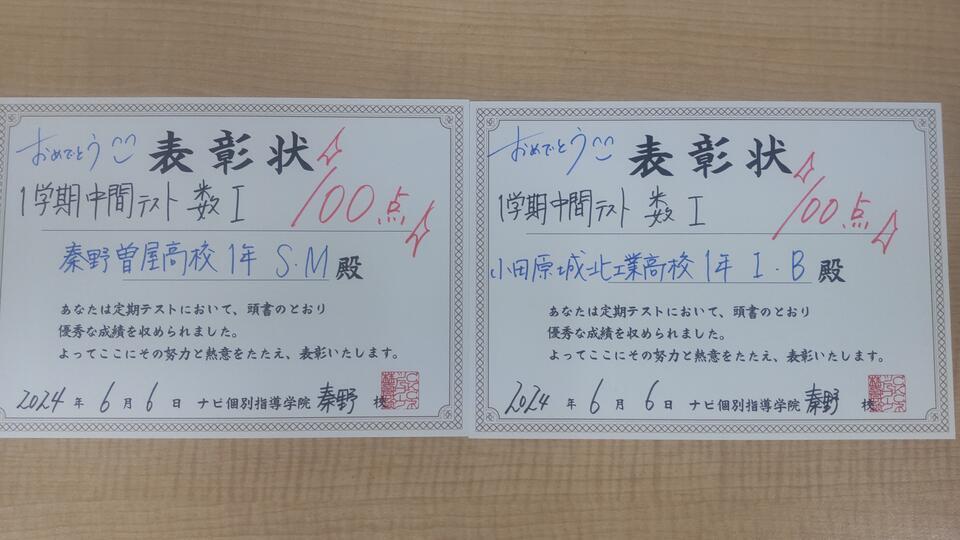 おめでとう
表彰状
1学期中間テスト 数I
100点
秦野曽屋高校1年 S.M 殿
あなたは定期テストにおいて、頭書のとおり
優秀な成績を収められました。
よってここにその努力と熱意をたたえ、表彰いたします。
2024年 6月 6日 ナビ個別指導学院 秦野 校
おめでとう
表彰状
1学期中間テスト 数I
100点
小田原城北工業高校1年 I.B 殿
あなたは定期テストにおいて、頭書のとおり
優秀な成績を収められました。
よってここにその努力と熱意をたたえ、表彰いたします。
2024年 6月 6日 ナビ個別指導学院 秦野 校